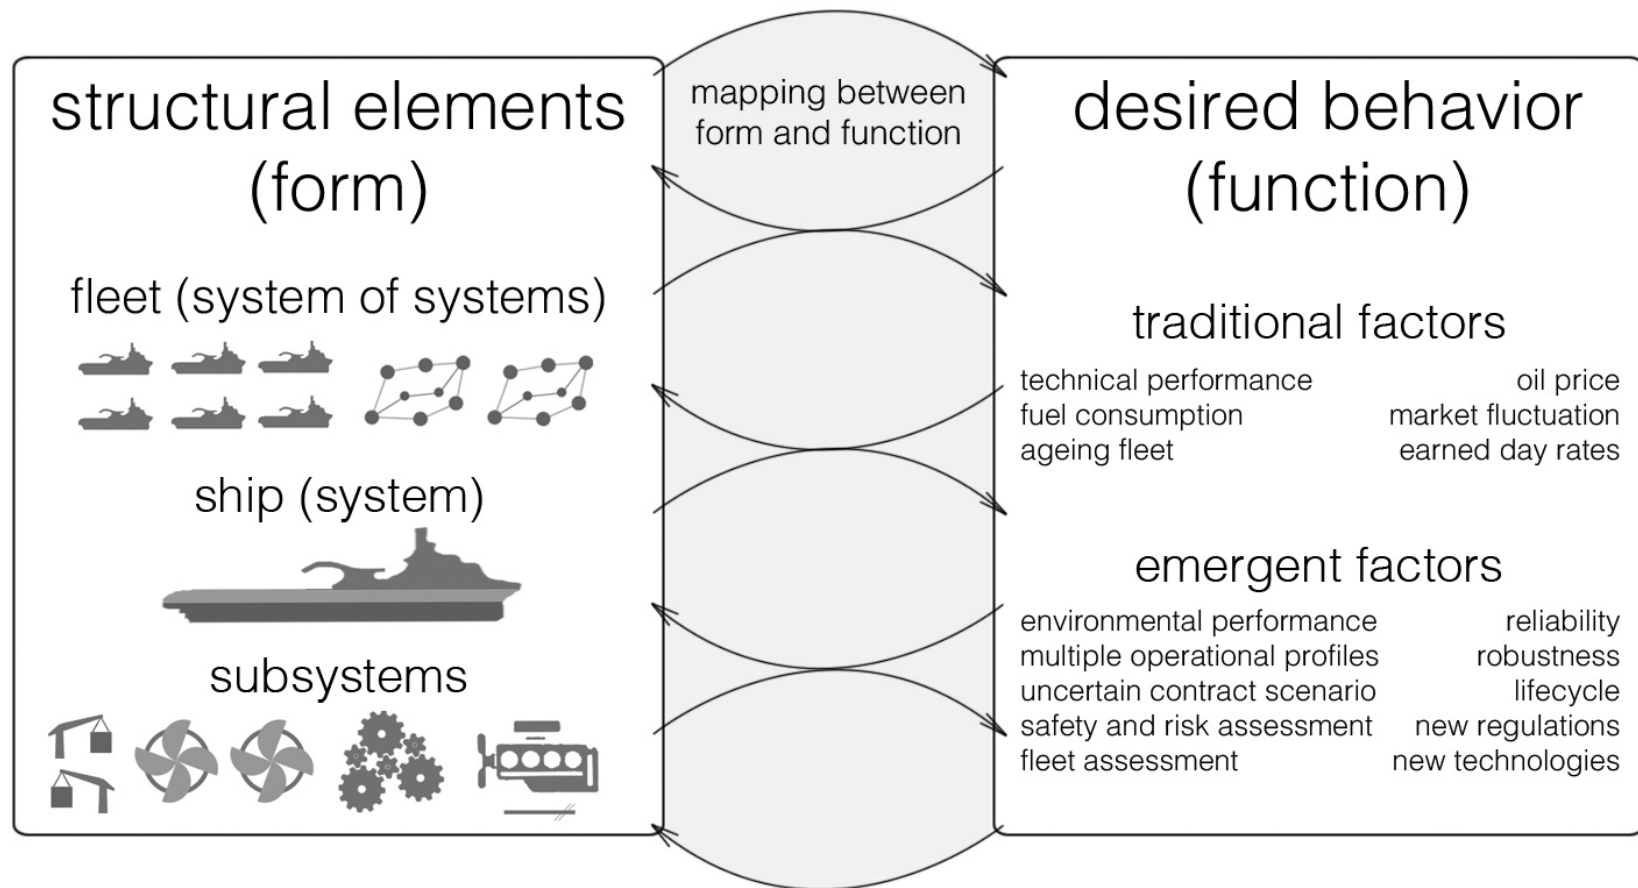 structural elements
(form)
fleet (system of systems)
ship (system)
subsystems
mapping between
form and function
desired behavior
(function)
traditional factors
technical performance
oil price
fuel consumption
market fluctuation
ageing fleet
earned day rates
emergent factors
environmental performance
reliability
multiple operational profiles
robustness
uncertain contract scenario
lifecycle
safety and risk assessment
new regulations
fleet assessment
new technologies